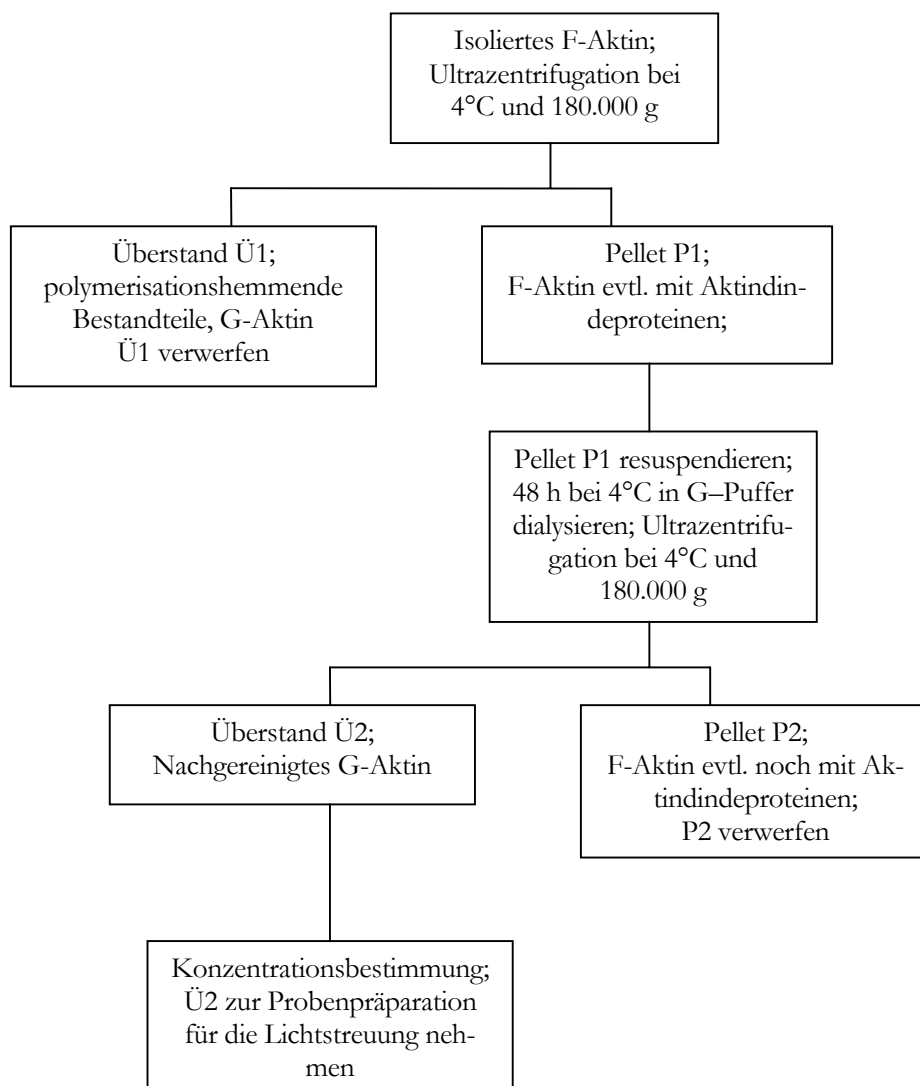 Isoliertes F-Aktin;
Ultrazentrifugation bei
4°C und 180.000 g
Überstand Ü1;
polymerisationshemmende
Bestandteile, G-Aktin
Ü1 verwerfen
Pellet P1;
F-Aktin evtl. mit Aktindin-
deproteinen;
Pellet P1 resuspendieren;
48 h bei 4°C in G–Puffer
dialysieren; Ultrazentrifu-
gation bei 4°C und
180.000 g
Überstand Ü2;
Nachgereinigtes G-Aktin
Pellet P2;
F-Aktin evtl. noch mit Ak-
tindindeproteinen;
P2 verwerfen
Konzentrationsbestimmung;
Ü2 zur Probenpräparation
für die Lichtstreuung neh-
men